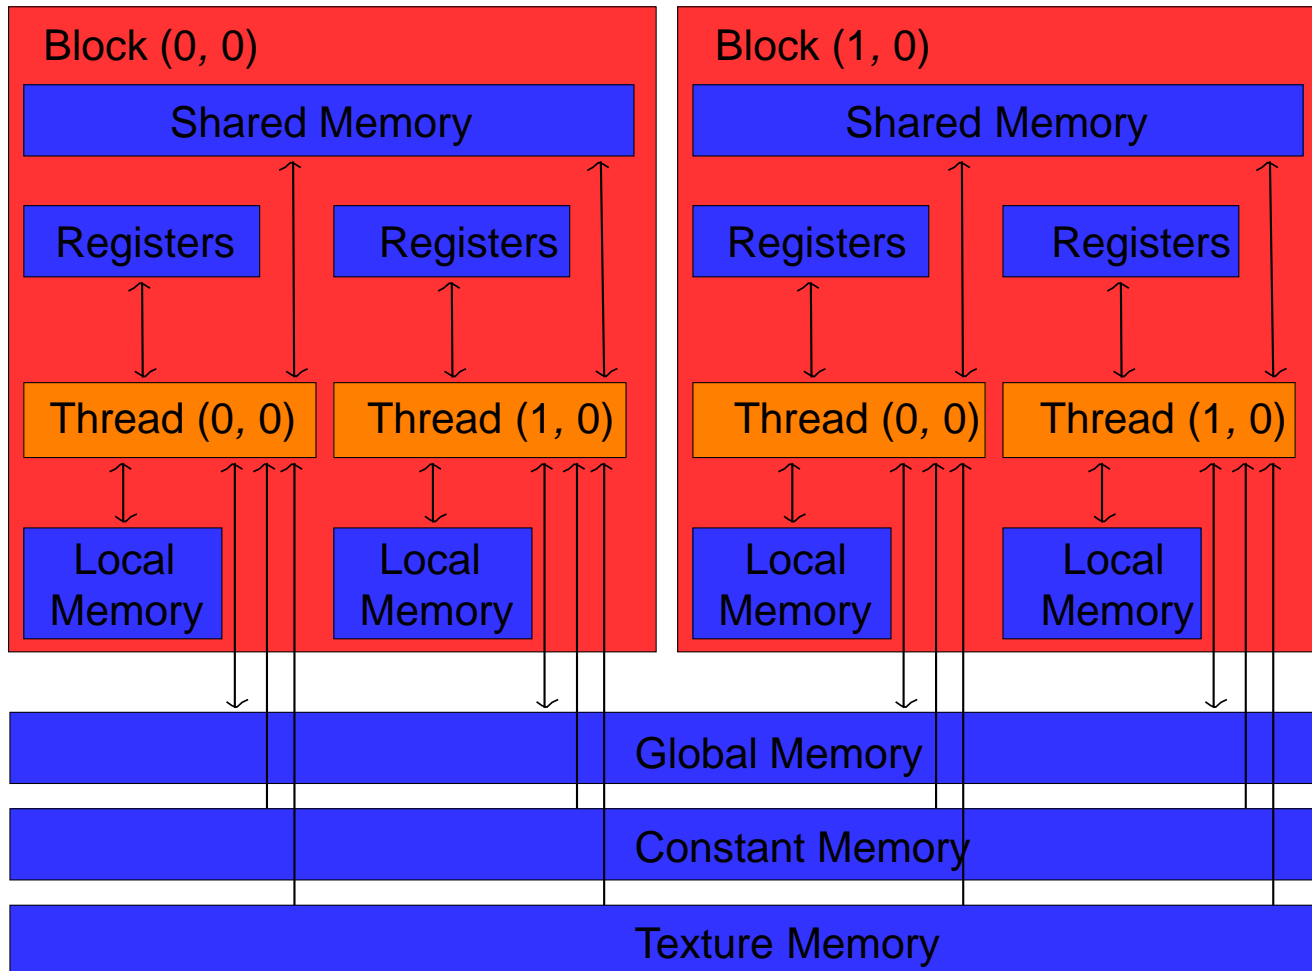 Block (0, 0)
Shared Memory
Registers
Registers
Thread (0, 0)
Thread (1, 0)
Local
Memory
Local
Memory
Block (1, 0)
Shared Memory
Registers
Registers
Thread (0, 0)
Thread (1, 0)
Local
Memory
Local
Memory
Global Memory
Constant Memory
Texture Memory